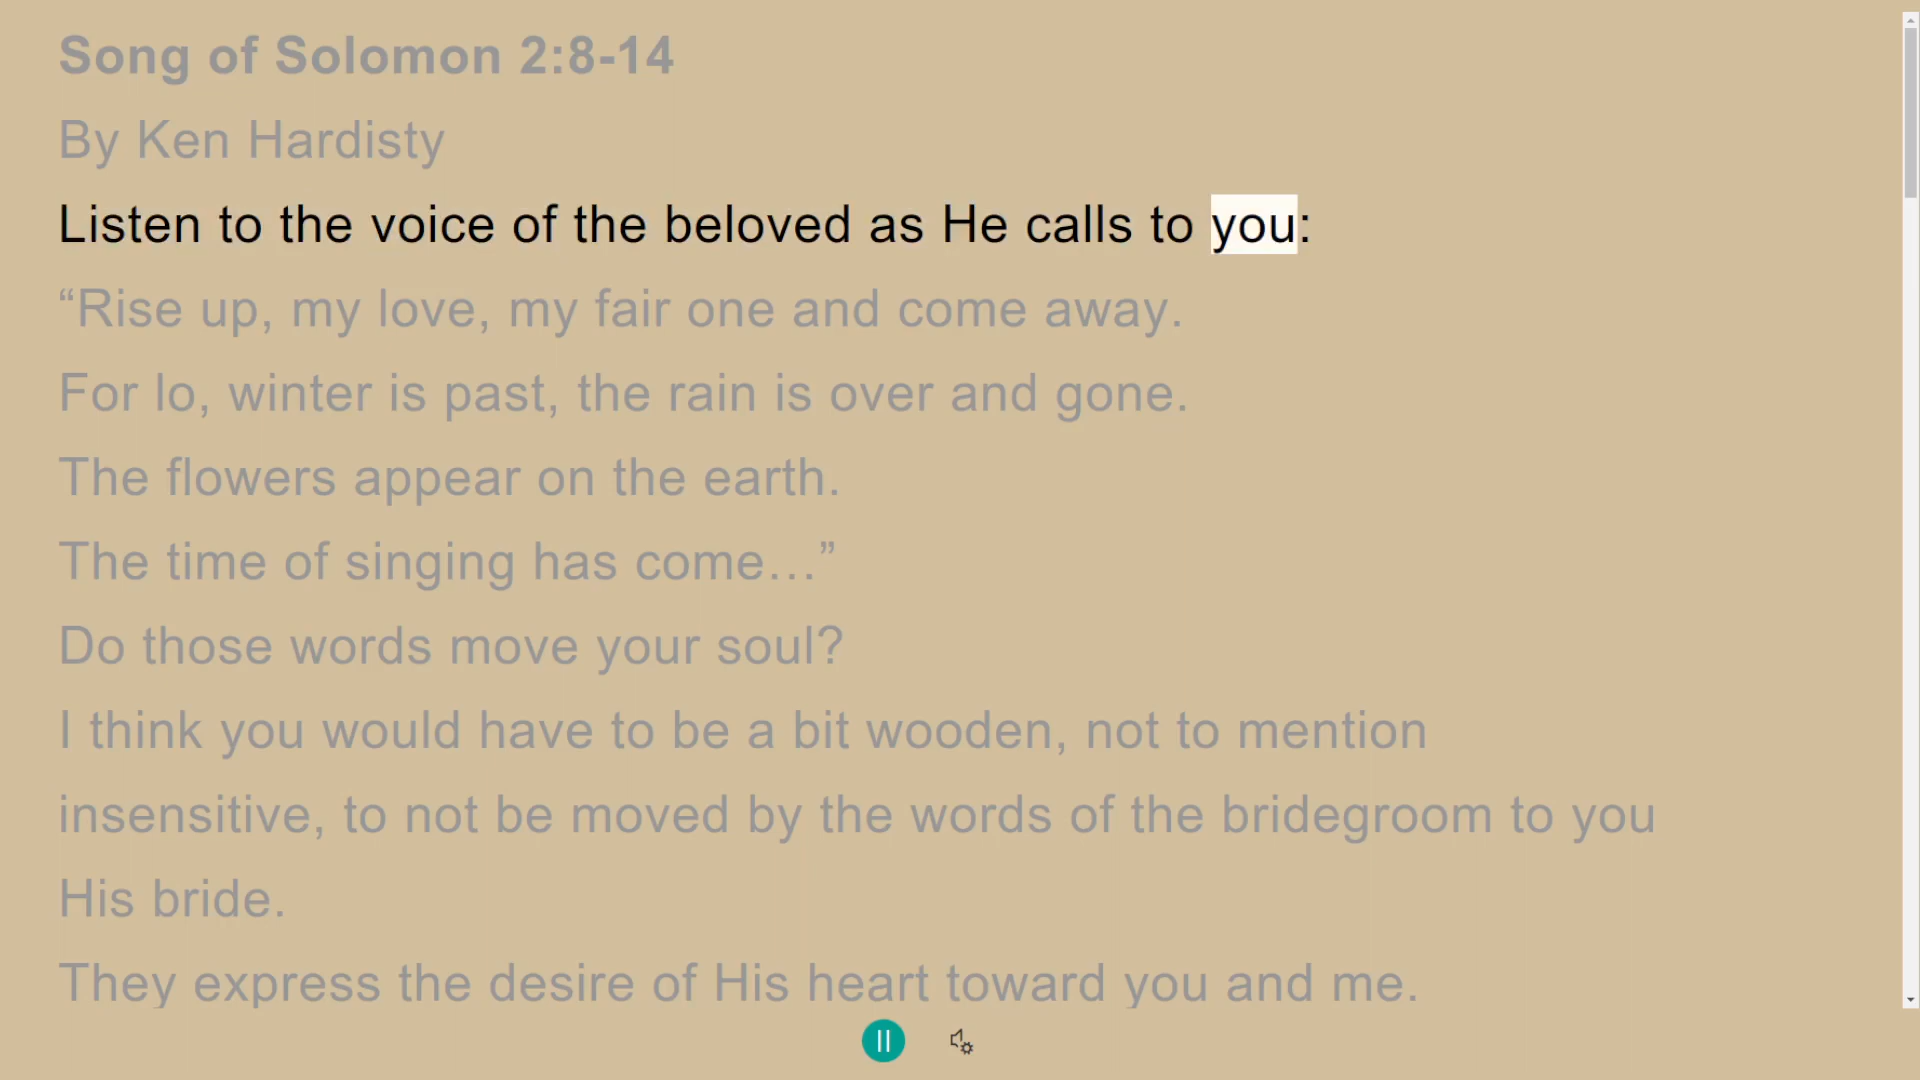 Song of Solomon 2:8-14
By Ken Hardisty
Listen to the voice of the beloved as He calls to you:
“Rise up, my love, my fair one and come away.
For lo, winter is past, the rain is over and gone.
The flowers appear on the earth.
The time of singing has come…”
Do those words move your soul?
I think you would have to be a bit wooden, not to mention
insensitive, to not be moved by the words of the bridegroom to you
His bride.
They express the desire of His heart toward you and me.